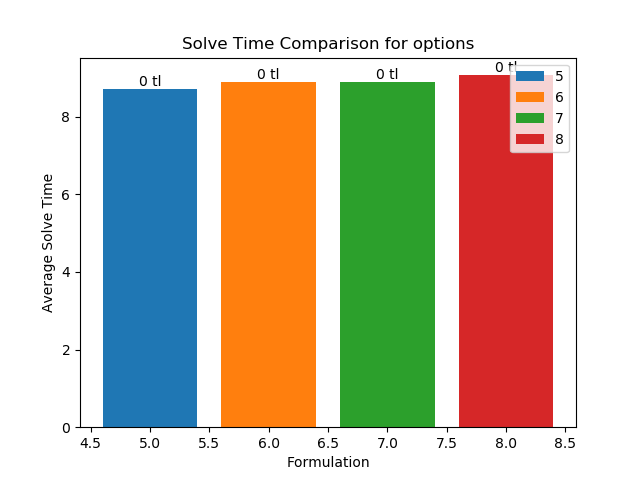 Solve Time Comparison for options
0 tl
0 tl
0 tl
0 tl
5
6
7
8
8
6
4
2
0
Average Solve Time
4.5 5.0 5.5 6.0 6.5 7.0 7.5 8.0 8.5
Formulation